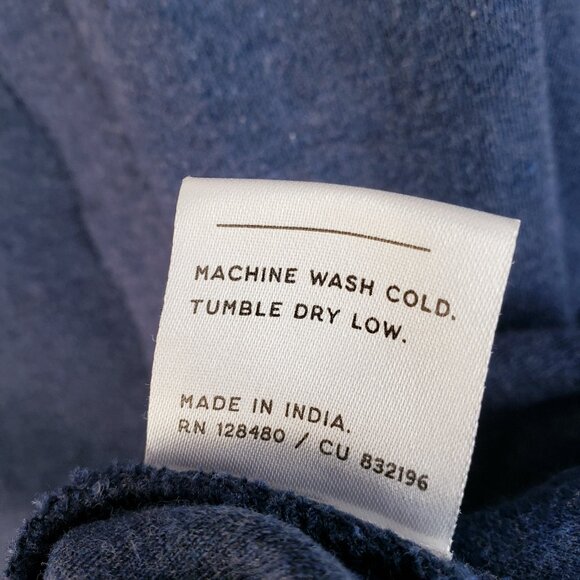 MACHINE WASH COLD.
TUMBLE DRY LOW.
MADE IN INDIA.
RN 128480 / CU 832196